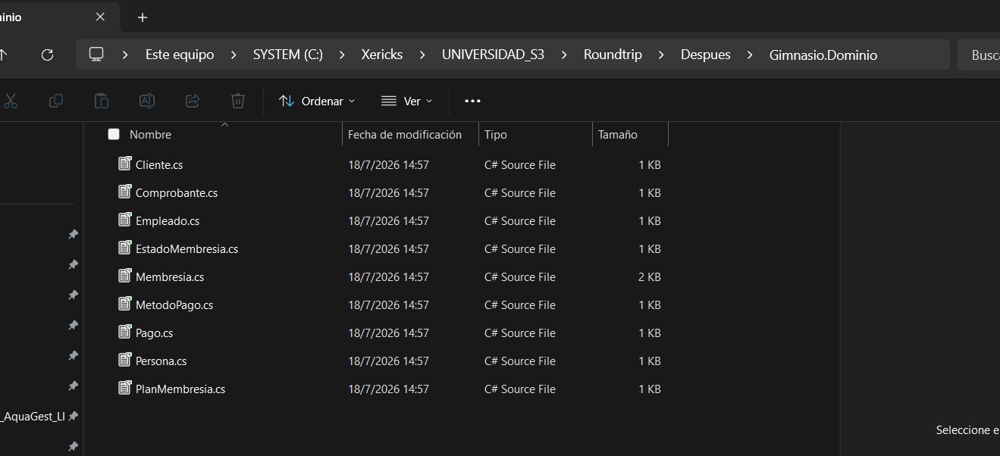 inio
Este equipo > SYSTEM (C:) > Xericks > UNIVERSIDAD_S3 > Roundtrip > Despues > Gimnasio.Dominio
Ordenar Ver
Nombre Fecha de modificación Tipo Tamaño
Cliente.cs 18/7/2026 14:57 C# Source File 1 KB
Comprobante.cs 18/7/2026 14:57 C# Source File 1 KB
Empleado.cs 18/7/2026 14:57 C# Source File 1 KB
EstadoMembresia.cs 18/7/2026 14:57 C# Source File 1 KB
Membresia.cs 18/7/2026 14:57 C# Source File 2 KB
MetodoPago.cs 18/7/2026 14:57 C# Source File 1 KB
Pago.cs 18/7/2026 14:57 C# Source File 1 KB
Persona.cs 18/7/2026 14:57 C# Source File 1 KB
PlanMembresia.cs 18/7/2026 14:57 C# Source File 1 KB
_AquaGest_LI
Seleccione e